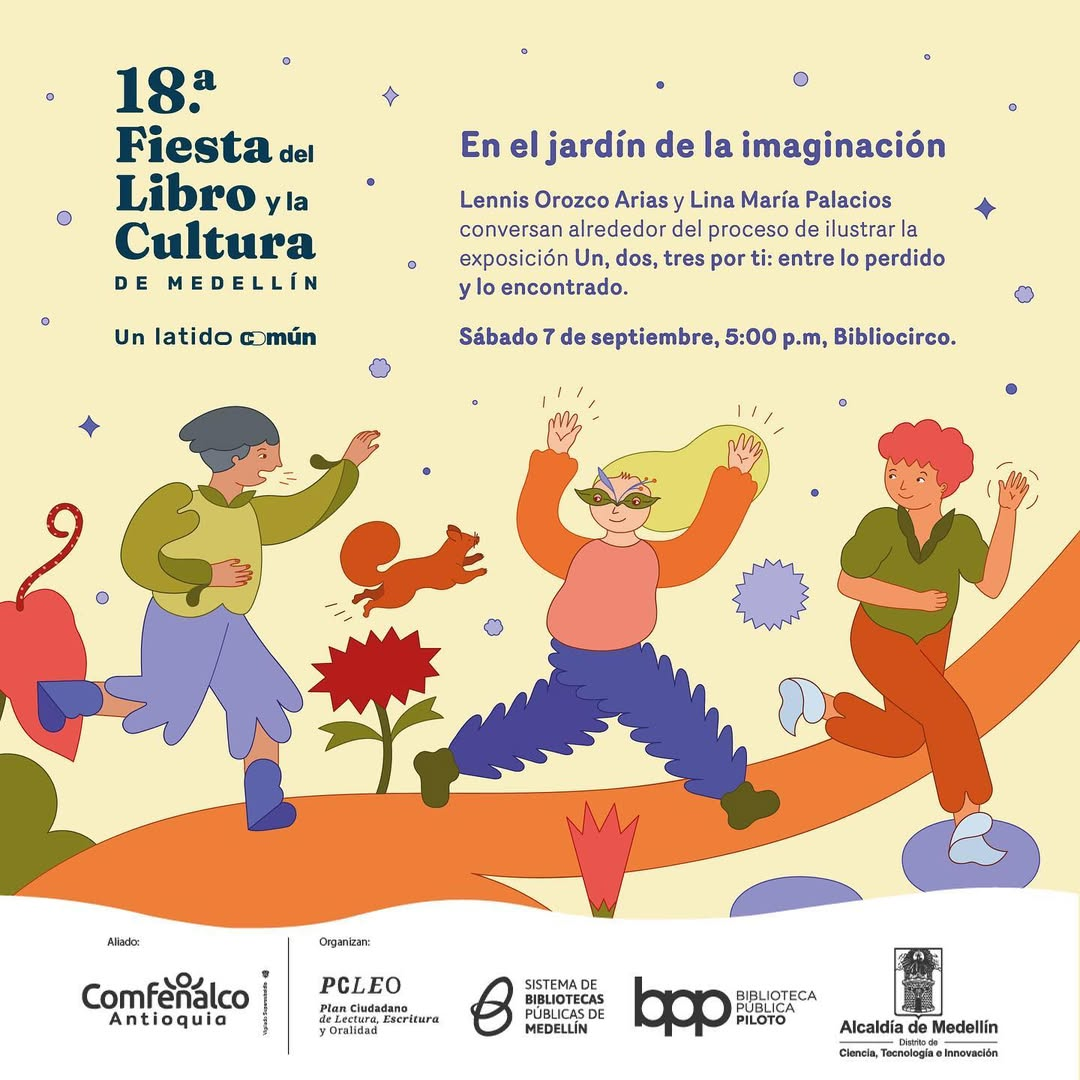 18.ª
Fiesta del
Libro y la
Cultura
DE MEDELLÍN
Un latido común
En el jardín de la imaginación
Lennis Orozco Arias y Lina María Palacios
conversan alrededor del proceso de ilustrar la
exposición Un, dos, tres por ti: entre lo perdido
y lo encontrado.
Sábado 7 de septiembre, 5:00 p.m, Bibliocirco.
Aliado:
Comfenalco
Antioquia
Vigilado Supersubsidio
Organizan:
PCLEO
Plan Ciudadano
de Lectura, Escritura
y Oralidad
SISTEMA DE
BIBLIOTECAS
PÚBLICAS DE
MEDELLÍN
bpp
BIBLIOTECA
PÚBLICA
PILOTO
Alcaldía de Medellín
Distrito de
Ciencia, Tecnología e Innovación